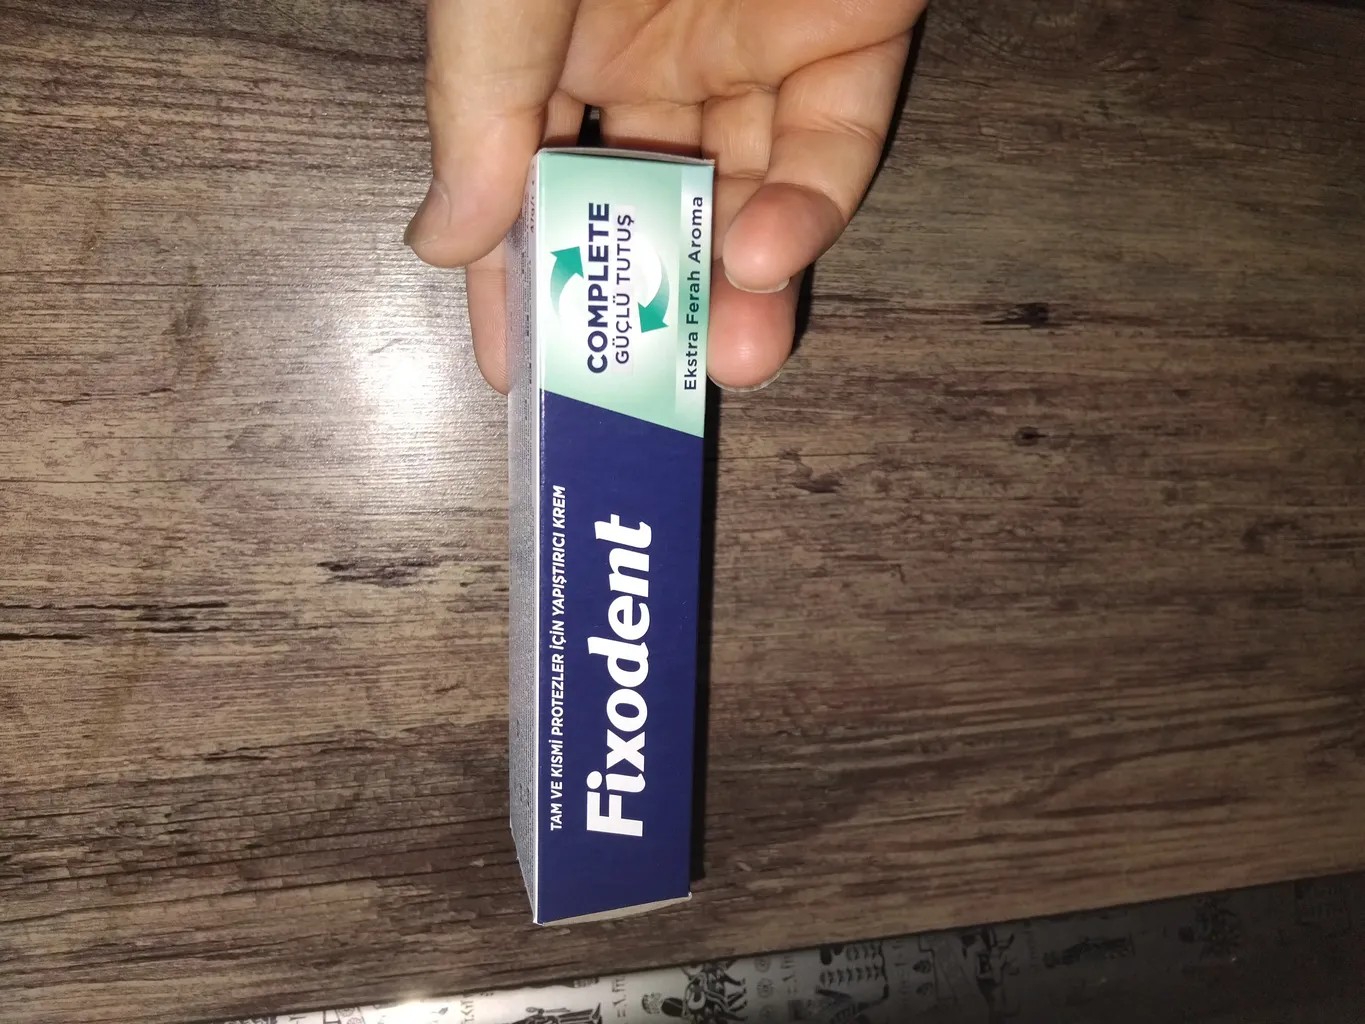 TAM VE KISMİ PROTEZLER İÇİN YAPIŞTIRICI KREM
Fixodent
COMPLETE
GÜÇLÜ TUTUŞ
Ekstra Ferah Aroma